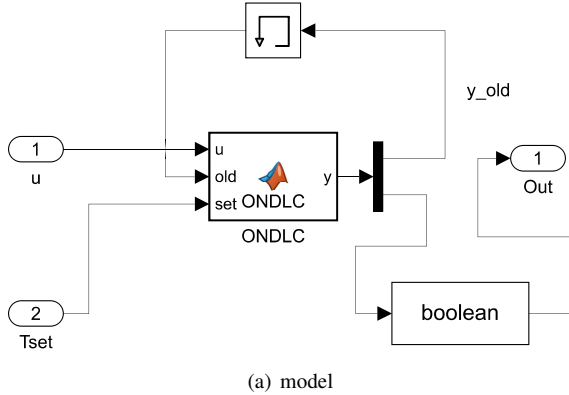 y_old
1
u
u
old
set
y
ONDLC
ONDLC
1
Out
2
Tset
boolean
(a) model